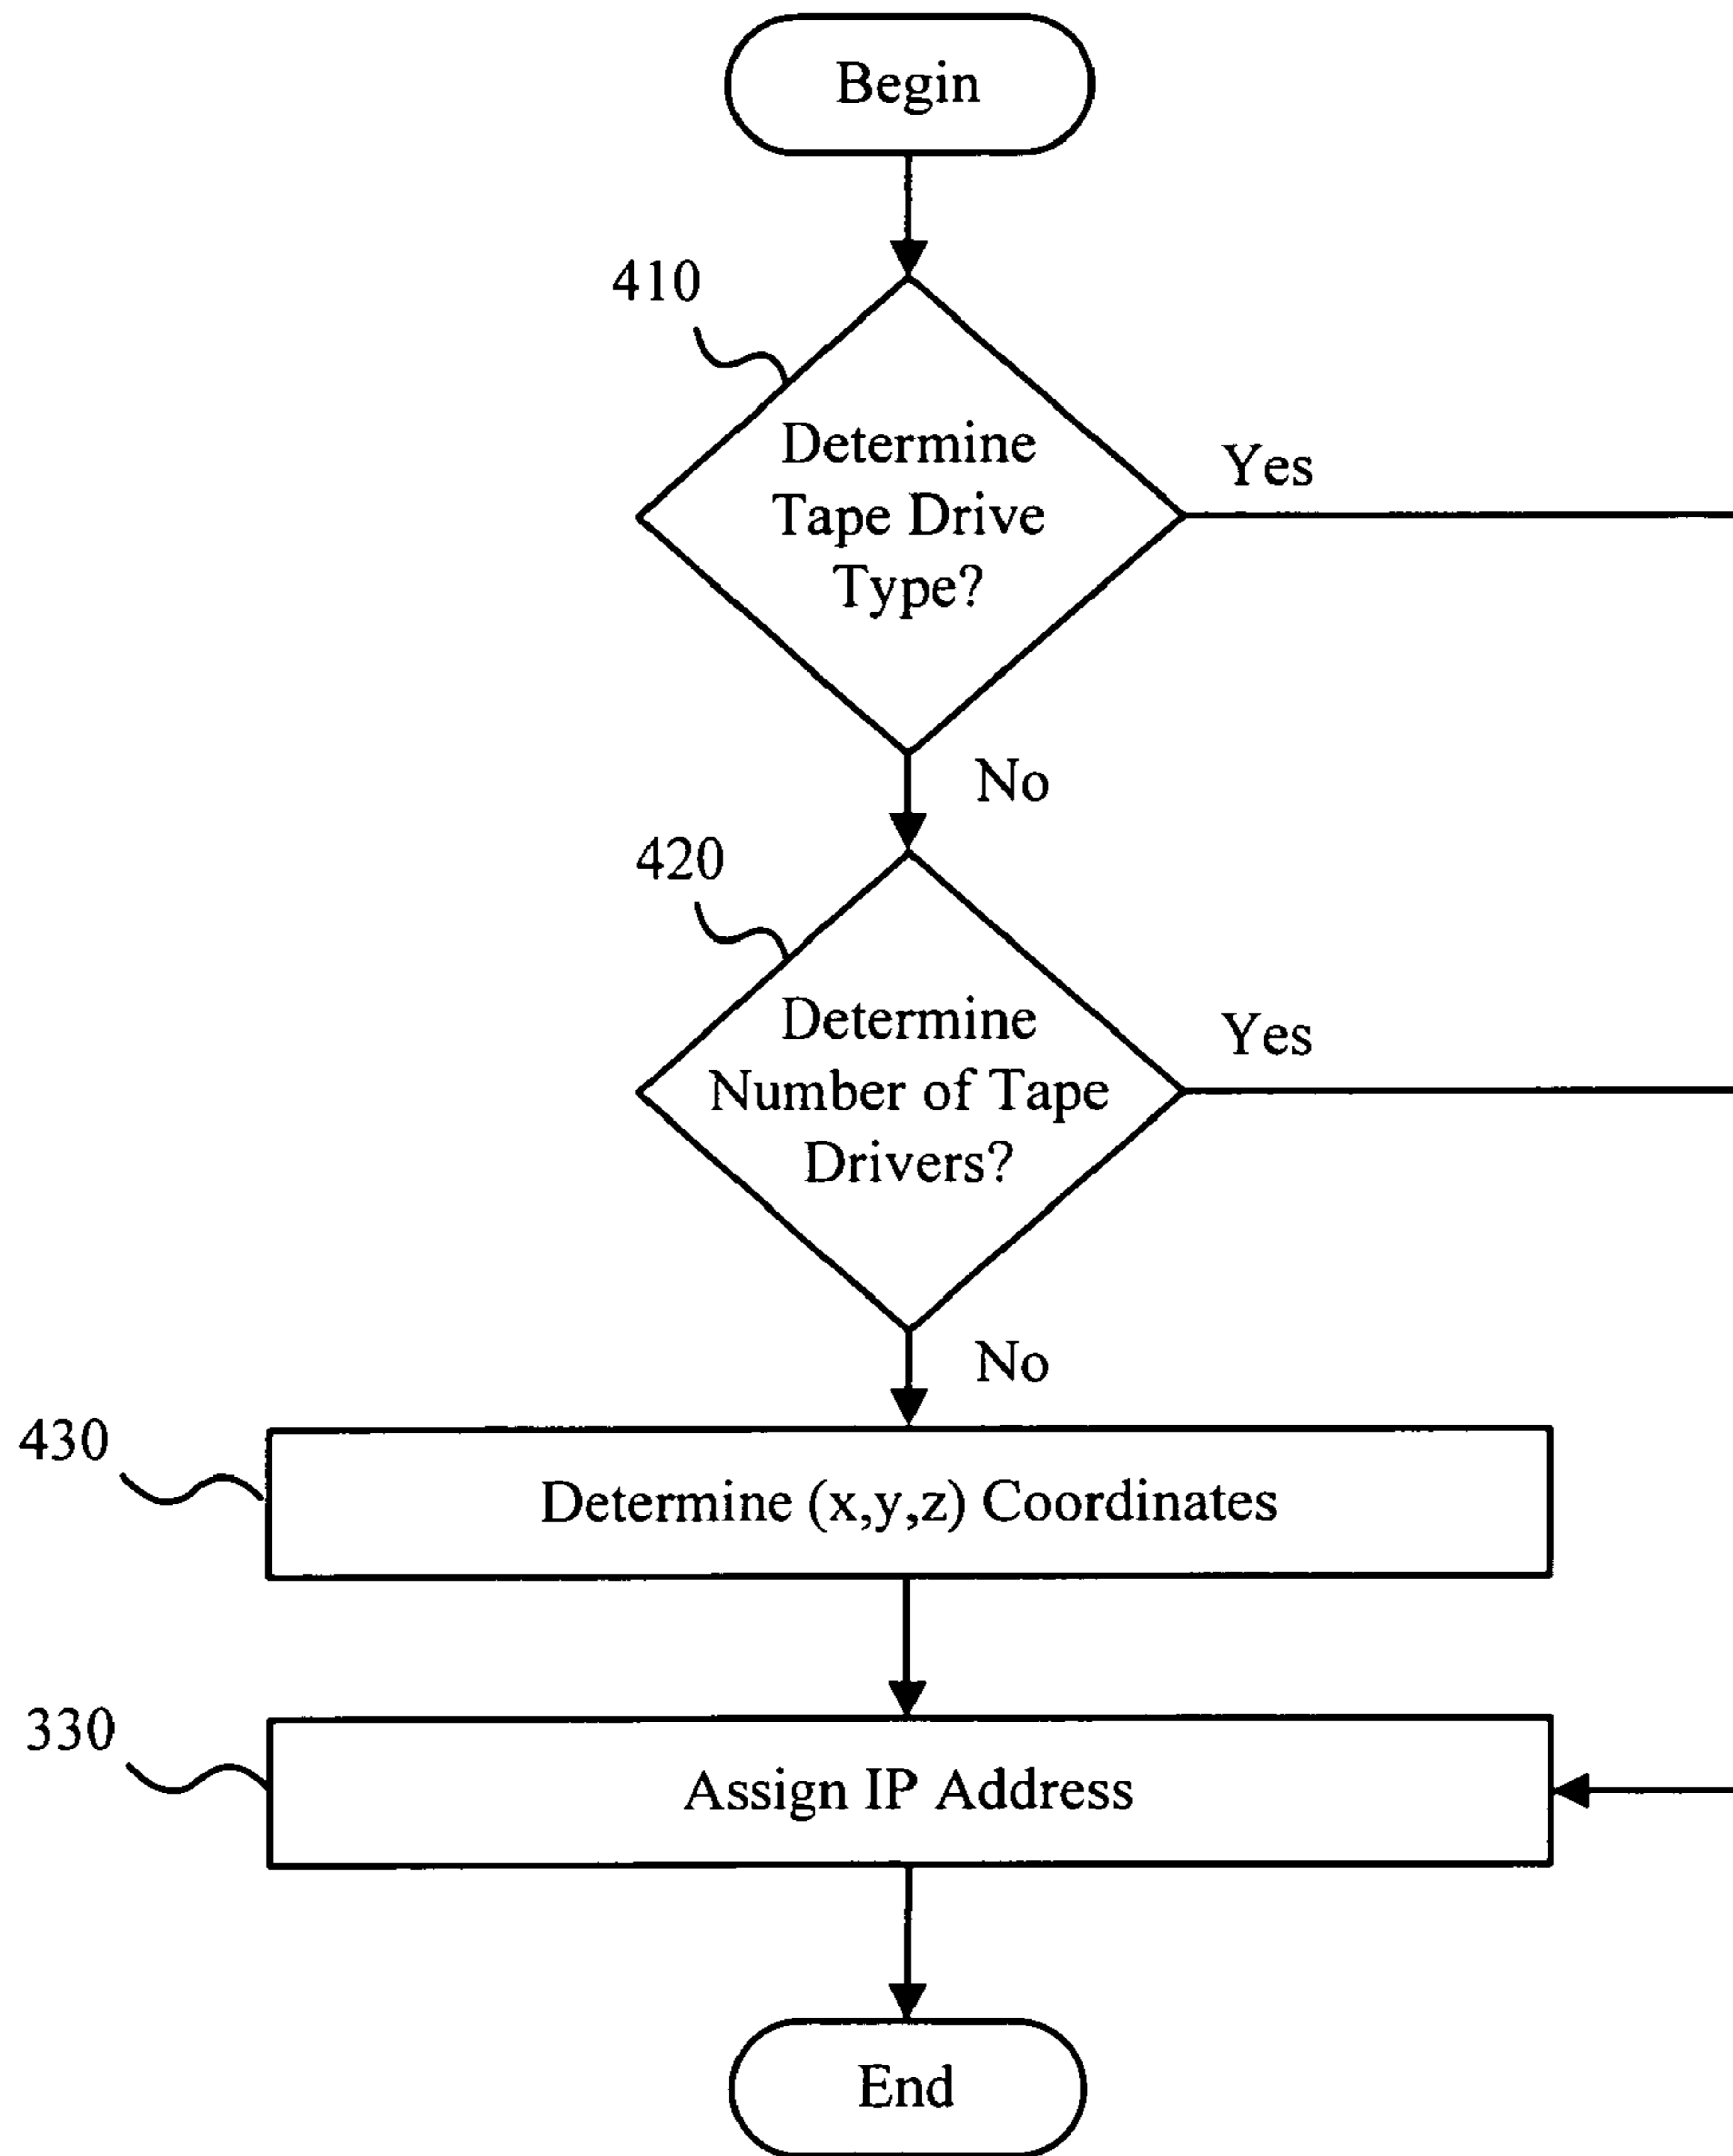 Begin
410
Determine
Tape Drive
Type?
Yes
No
420
Determine
Number of Tape
Drivers?
Yes
No
430
Determine (x,y,z) Coordinates
330
Assign IP Address
End